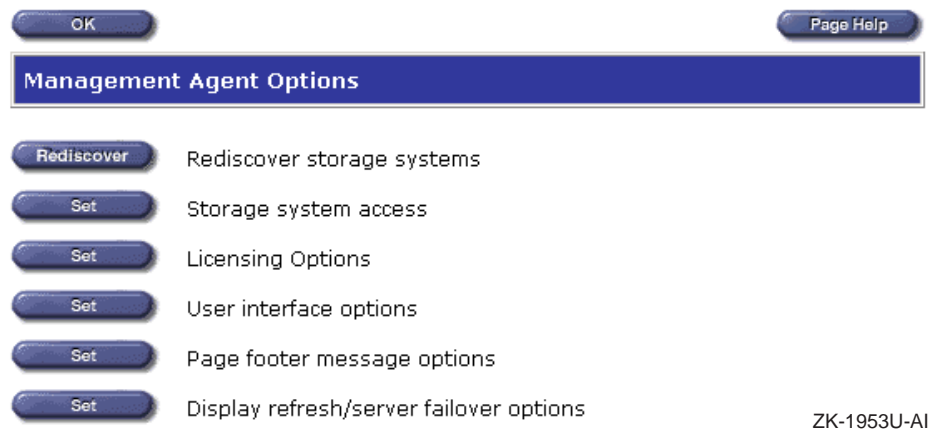 OK Page Help
Management Agent Options
Rediscover Rediscover storage systems
Set Storage system access
Set Licensing Options
Set User interface options
Set Page footer message options
Set Display refresh/server failover options
ZK-1953U-AI